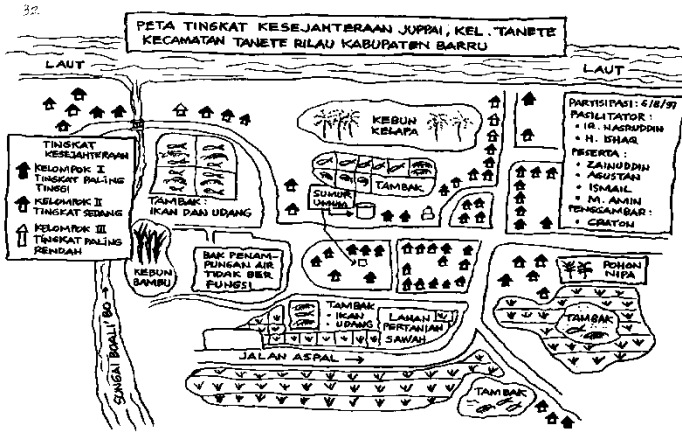 32
PETA TINGKAT KESEJAHTERAAN JUPPAI, KEL. TANETE
KECAMATAN TANETE RILAU KABUPATEN BARRU
LAUT
LAUT
TINGKAT
KESEJAHTERAAN
KELOMPOK I
TINGKAT PALING
TINGGI
KELOMPOK II
TINGKAT SEDANG
KELOMPOK III
TINGKAT PALING
RENDAH
TAMBAK:
IKAN DAN UDANG
KEBUN
KELAPA
TAMBAK
SUMUR
UMUM
PARTISIPASI: 6/8/97
FASILITATOR:
• IR. NASRUDDIN
• H. ISHAQ
PESERTA:
• ZAINUDDIN
• AGUSTAN
• ISMAIL
• M. AMIN
PENGGAMBAR:
• CRATON
KEBUN
BAMBU
BAK PENAM-
PUNGAN AIR
TIDAK BER
FUNGSI
POHON
NIPA
TAMBAK
TAMBAK
• IKAN
• UDANG
LAHAN
PERTANIAH
SAWAH
JALAN ASPAL
SUNGAI BOALI BO
TAMBAK